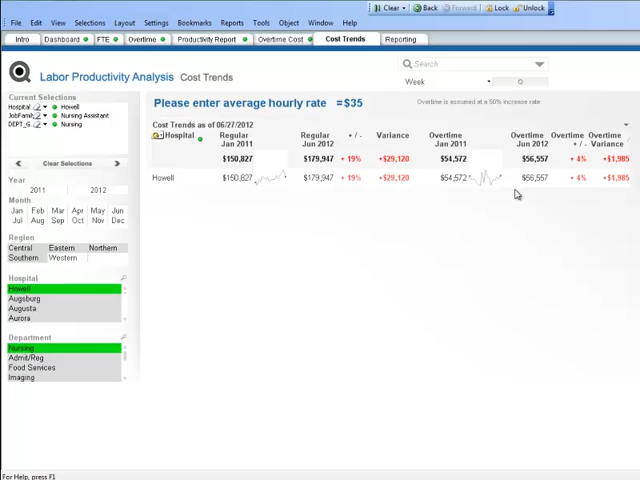 Clear Back Forward Lock Unlock
File Edit View Selections Layout Settings Bookmarks Reports Tools Object Window Help
Intro Dashboard FTE Overtime Productivity Report Overtime Cost Cost Trends Reporting
Labor Productivity Analysis Cost Trends
Search
Week
Current Selections
Hospital Howell
JobFam Nursing Assistant
DEPT_G Nursing
Clear Selections
Year
2011 2012
Month
Jan Feb Mar Apr May Jun
Jul Aug Sep Oct Nov Dec
Region
Central Eastern Northern
Southern Western
Hospital
Howell
Augsburg
Augusta
Aurora
Department
Nursing
Admit/Reg
Food Services
Imaging
Please enter average hourly rate =$35
Overtime is assumed at a 50% increase rate
Cost Trends as of 06/27/2012
Hospital Regular Jan 2011 Regular Jun 2012 + / - Variance Overtime Jan 2011 Overtime Jun 2012 Overtime + / - Overtime Variance
$150,827 $179,947 + 19% +$29,120 $54,572 $56,557 + 4% +$1,985
Howell $150,827 $179,947 + 19% +$29,120 $54,572 $56,557 + 4% +$1,985
For Help, press F1